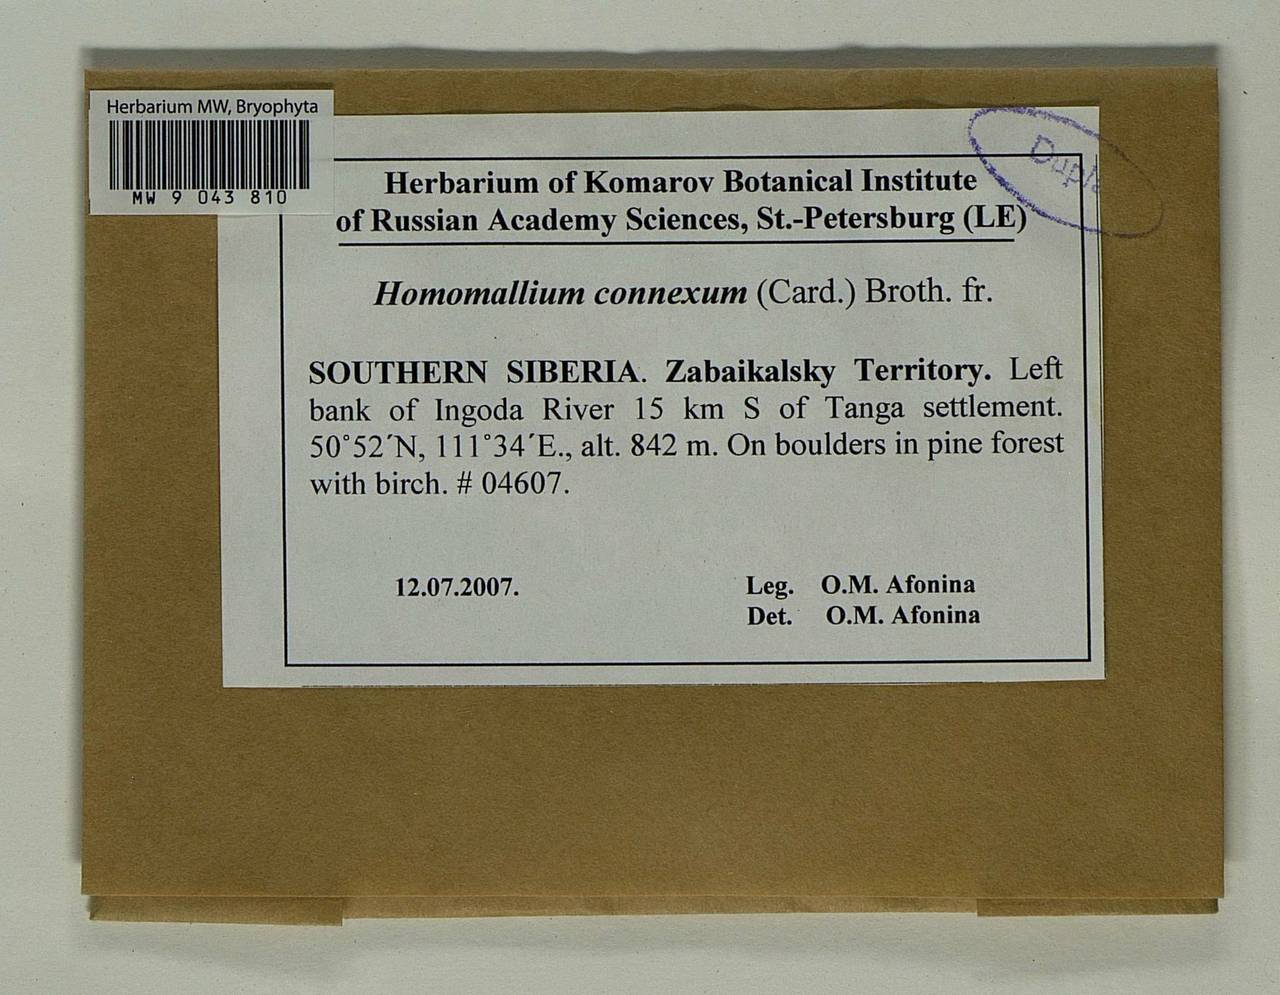 Herbarium MW, Bryophyta
MW 9 043 810
Herbarium of Komarov Botanical Institute
of Russian Academy Sciences, St.-Petersburg (LE)
Homomallium connexum (Card.) Broth. fr.
SOUTHERN SIBERIA. Zabaikalsky Territory. Left
bank of Ingoda River 15 km S of Tanga settlement.
50°52´N, 111°34´E., alt. 842 m. On boulders in pine forest
with birch. # 04607.
12.07.2007.
Leg. O.M. Afonina
Det. O.M. Afonina